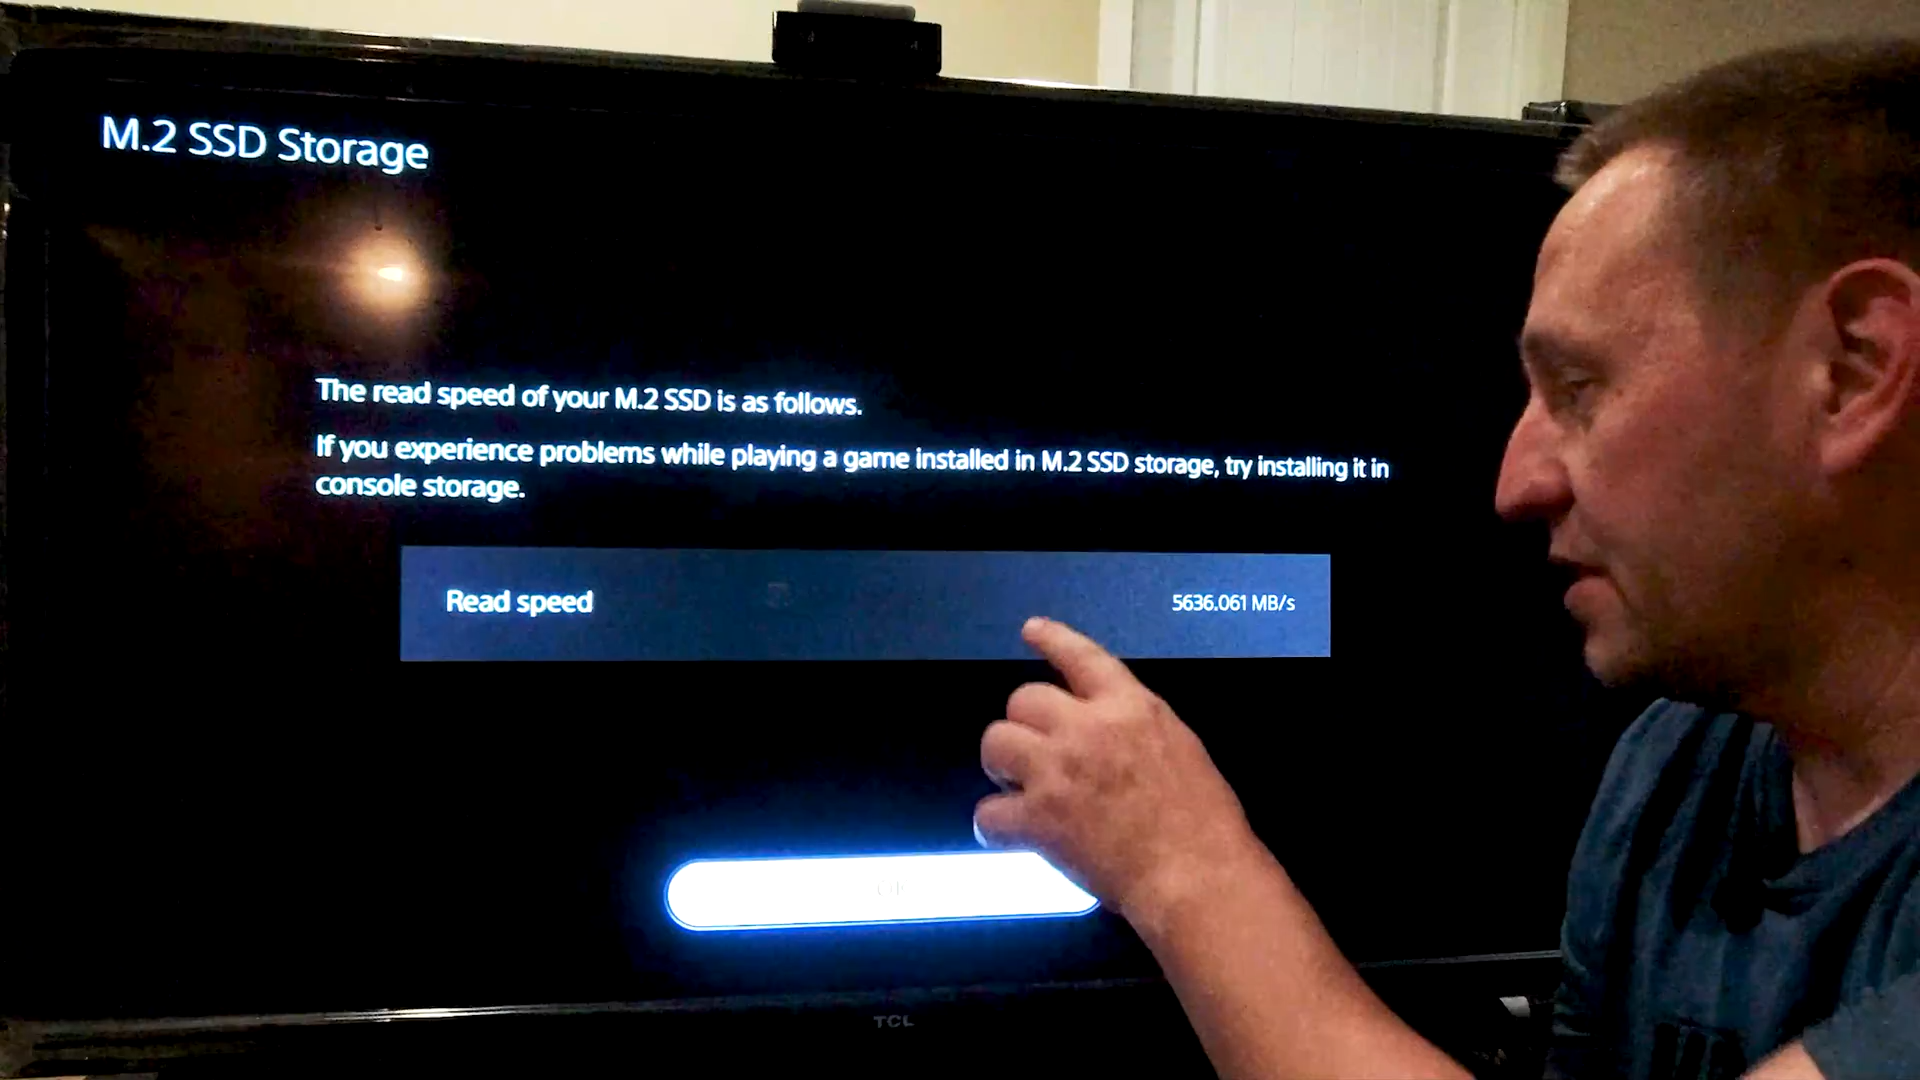 M.2 SSD Storage
The read speed of your M.2 SSD is as follows.
If you experience problems while playing a game installed in M.2 SSD storage, try installing it in
console storage.
Read speed 5636.061 MB/s
OK
TCL